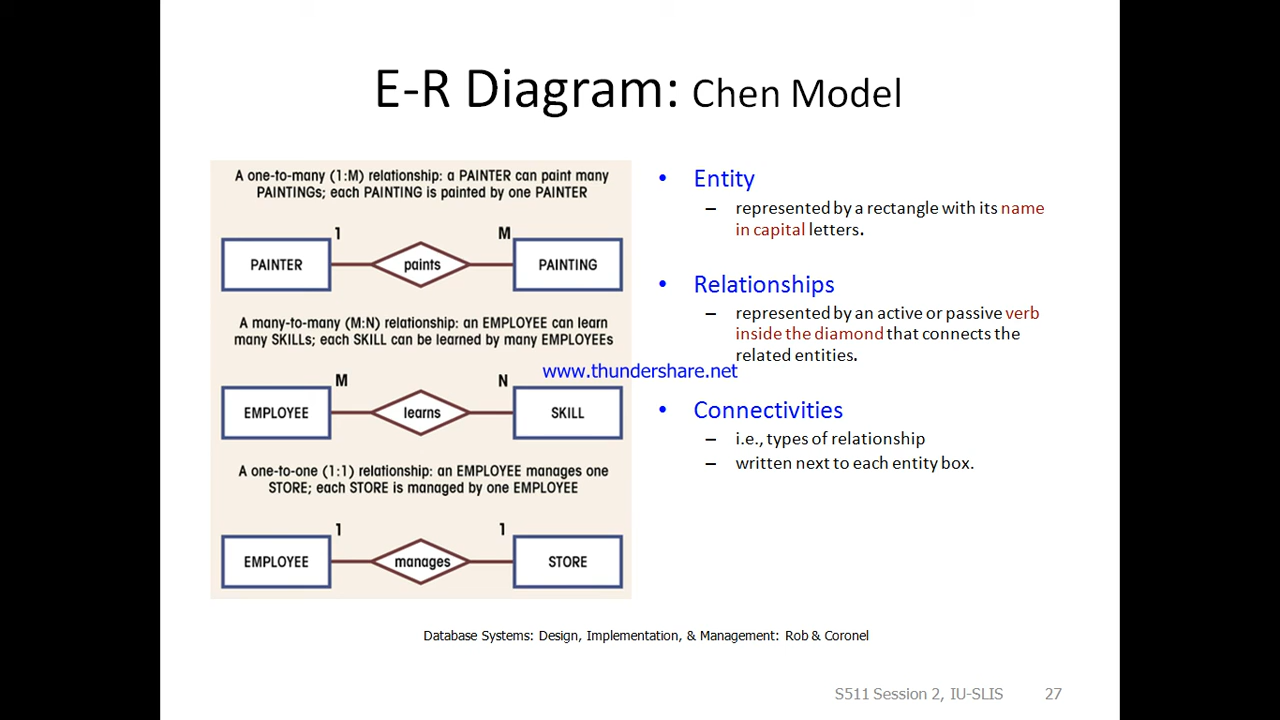 E-R Diagram: Chen Model
A one-to-many (1:M) relationship: a PAINTER can paint many
PAINTINGs; each PAINTING is painted by one PAINTER
1 M
PAINTER paints PAINTING
A many-to-many (M:N) relationship: an EMPLOYEE can learn
many SKILLs; each SKILL can be learned by many EMPLOYEEs
M N
EMPLOYEE learns SKILL
A one-to-one (1:1) relationship: an EMPLOYEE manages one
STORE; each STORE is managed by one EMPLOYEE
1 1
EMPLOYEE manages STORE
• Entity
– represented by a rectangle with its name
in capital letters.
• Relationships
– represented by an active or passive verb
inside the diamond that connects the
related entities.
www.thundershare.net
• Connectivities
– i.e., types of relationship
– written next to each entity box.
Database Systems: Design, Implementation, & Management: Rob & Coronel
S511 Session 2, IU-SLIS 27